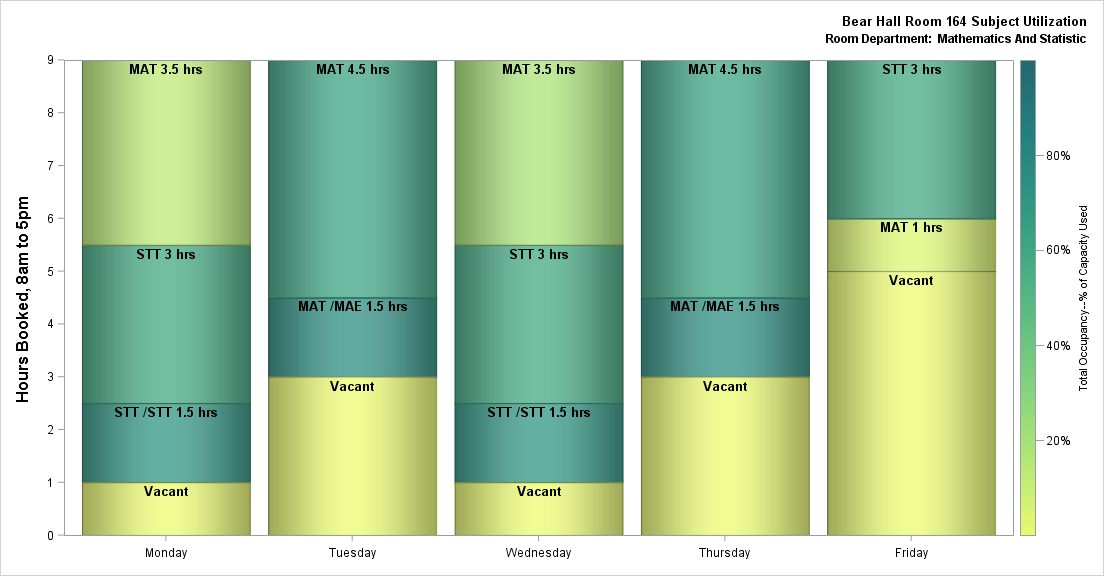 Bear Hall Room 164 Subject Utilization
Room Department: Mathematics And Statistic
Hours Booked, 8am to 5pm
9
8
7
6
5
4
3
2
1
0
MAT 3.5 hrs
STT 3 hrs
STT /STT 1.5 hrs
Vacant
MAT 4.5 hrs
MAT /MAE 1.5 hrs
Vacant
MAT 3.5 hrs
STT 3 hrs
STT /STT 1.5 hrs
Vacant
MAT 4.5 hrs
MAT /MAE 1.5 hrs
Vacant
STT 3 hrs
MAT 1 hrs
Vacant
Monday
Tuesday
Wednesday
Thursday
Friday
80%
60%
40%
20%
Total Occupancy--% of Capacity Used